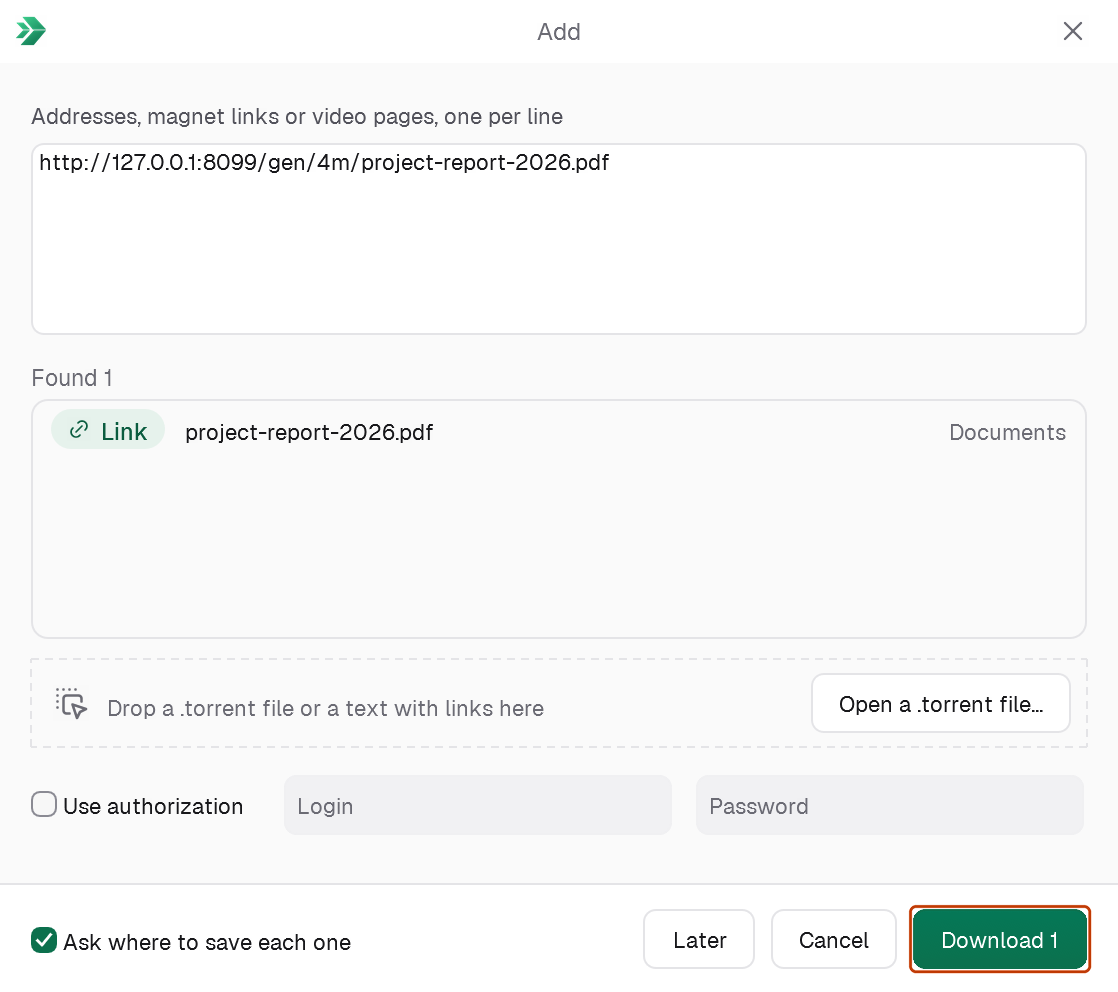 Add
Addresses, magnet links or video pages, one per line
http://127.0.0.1:8099/gen/4m/project-report-2026.pdf
Found 1
Link project-report-2026.pdf Documents
Drop a .torrent file or a text with links here Open a .torrent file...
Use authorization Login Password
Ask where to save each one Later Cancel Download 1